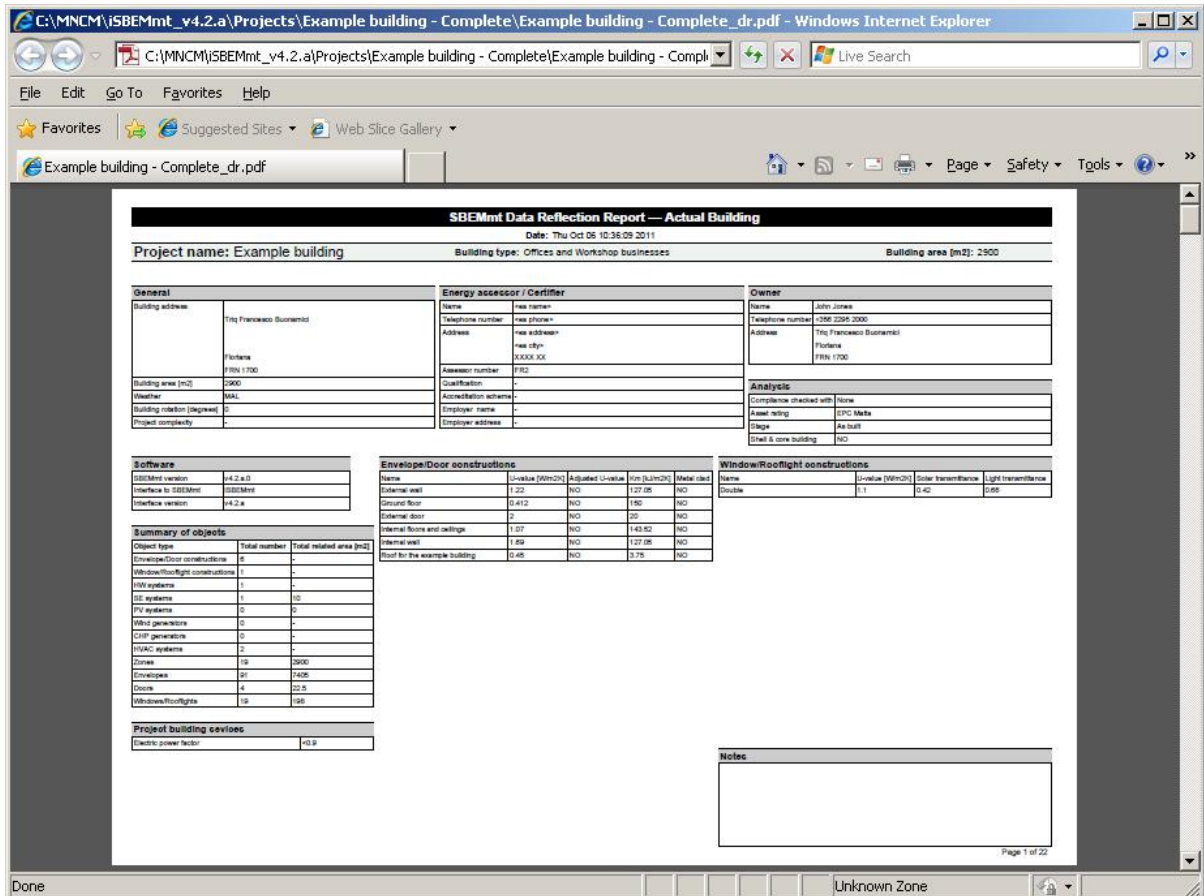 C:\MNCM\iSBEMmt_v4.2.a\Projects\Example building - Complete\Example building - Complete_dr.pdf - Windows Internet Explorer
C:\MNCM\iSBEMmt_v4.2.a\Projects\Example building - Complete\Example building - Compl
Live Search
File Edit Go To Favorites Help
Favorites Suggested Sites Web Slice Gallery
Example building - Complete_dr.pdf
Page Safety Tools
SBEMmt Data Reflection Report — Actual Building
Date: Thu Oct 06 10:36:09 2011
Project name: Example building Building type: Offices and Workshop businesses Building area [m2]: 2900
General
Building address
Triq Francesco Buonamici
Floriana
FRN 1700
Building area [m2] 2900
Weather MAL
Building rotation [degrees] 0
Project complexity -
Energy assessor / Certifier
Name <ea name>
Telephone number <ea phone>
Address <ea address>
<ea city>
XXXX XX
Assessor number FR2
Qualification -
Accreditation scheme -
Employer name -
Employer address -
Owner
Name John Jones
Telephone number +356 2295 2000
Address Triq Francesco Buonamici
Floriana
FRN 1700
Analysis
Compliance checked with None
Asset rating EPC Malta
Stage As built
Shell & core building NO
Software
SBEMmt version v4.2.a.0
Interface to SBEMmt iSBEMmt
Interface version v4.2.a
Summary of objects
Object type Total number Total related area [m2]
Envelope/Door constructions 6 -
Window/Rooflight constructions 1 -
HW systems 1 -
SE systems 1 10
PV systems 0 0
Wind generators 0 -
CHP generators 0 -
HVAC systems 2 -
Zones 19 2900
Envelopes 91 7405
Doors 4 22.5
Windows/Rooflights 19 198
Project building sevices
Electric power factor <0.9
Envelope/Door constructions
Name U-value [W/m2K] Adjusted U-value Km [kJ/m2K] Metal clad
External wall 1.22 NO 127.05 NO
Ground floor 0.412 NO 150 NO
External door 2 NO 20 NO
Internal floors and ceilings 1.07 NO 143.52 NO
Internal wall 1.69 NO 127.05 NO
Roof for the example building 0.45 NO 3.75 NO
Window/Rooflight constructions
Name U-value [W/m2K] Solar transmittance Light transmittance
Double 1.1 0.42 0.66
Notes
Page 1 of 22
Done Unknown Zone